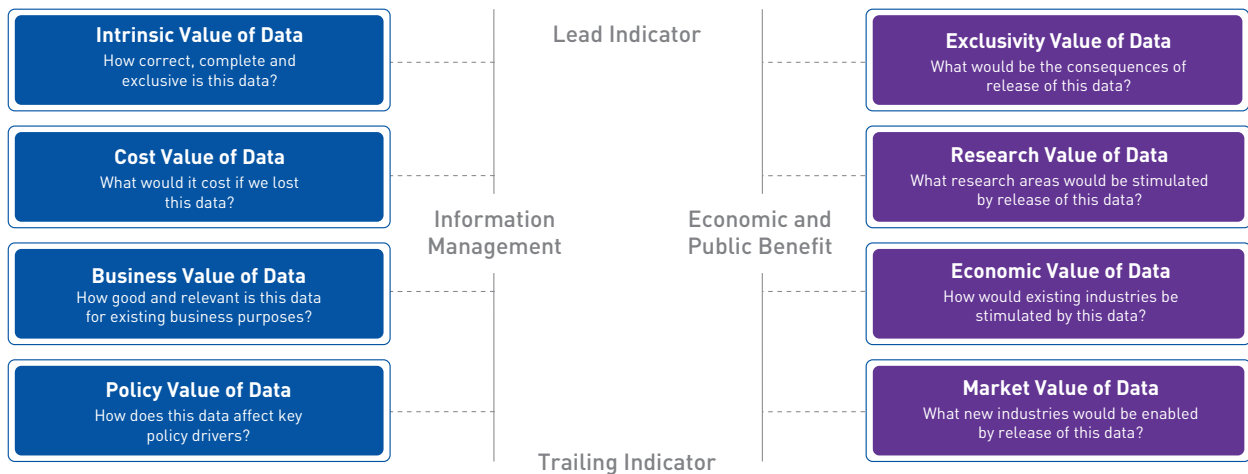 Lead Indicator
Intrinsic Value of Data
How correct, complete and
exclusive is this data?
Cost Value of Data
What would it cost if we lost
this data?
Business Value of Data
How good and relevant is this data
for existing business purposes?
Policy Value of Data
How does this data affect key
policy drivers?
Information
Management
Economic and
Public Benefit
Exclusivity Value of Data
What would be the consequences of
release of this data?
Research Value of Data
What research areas would be stimulated
by release of this data?
Economic Value of Data
How would existing industries be
stimulated by this data?
Market Value of Data
What new industries would be enabled
by release of this data?
Trailing Indicator